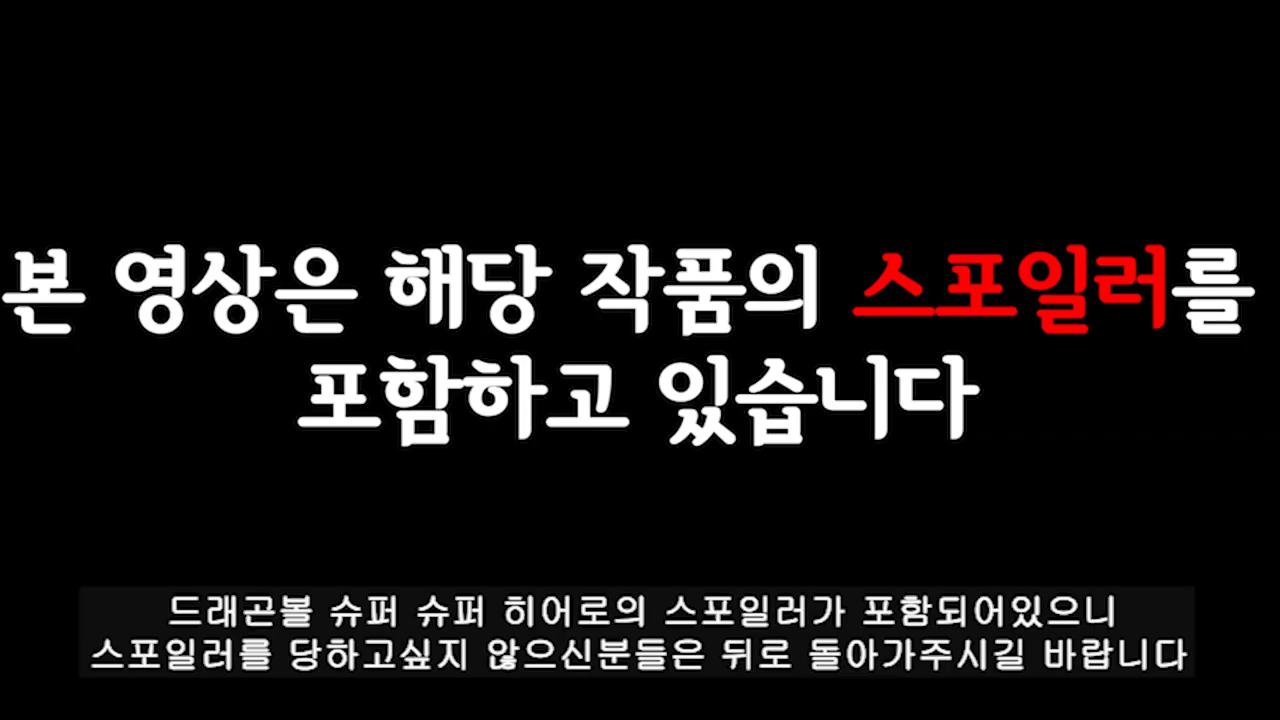 본 영상은 해당 작품의 스포일러를
포함하고 있습니다
드래곤볼 슈퍼 슈퍼 히어로의 스포일러가 포함되어있으니
스포일러를 당하고싶지 않으신분들은 뒤로 돌아가주시길 바랍니다